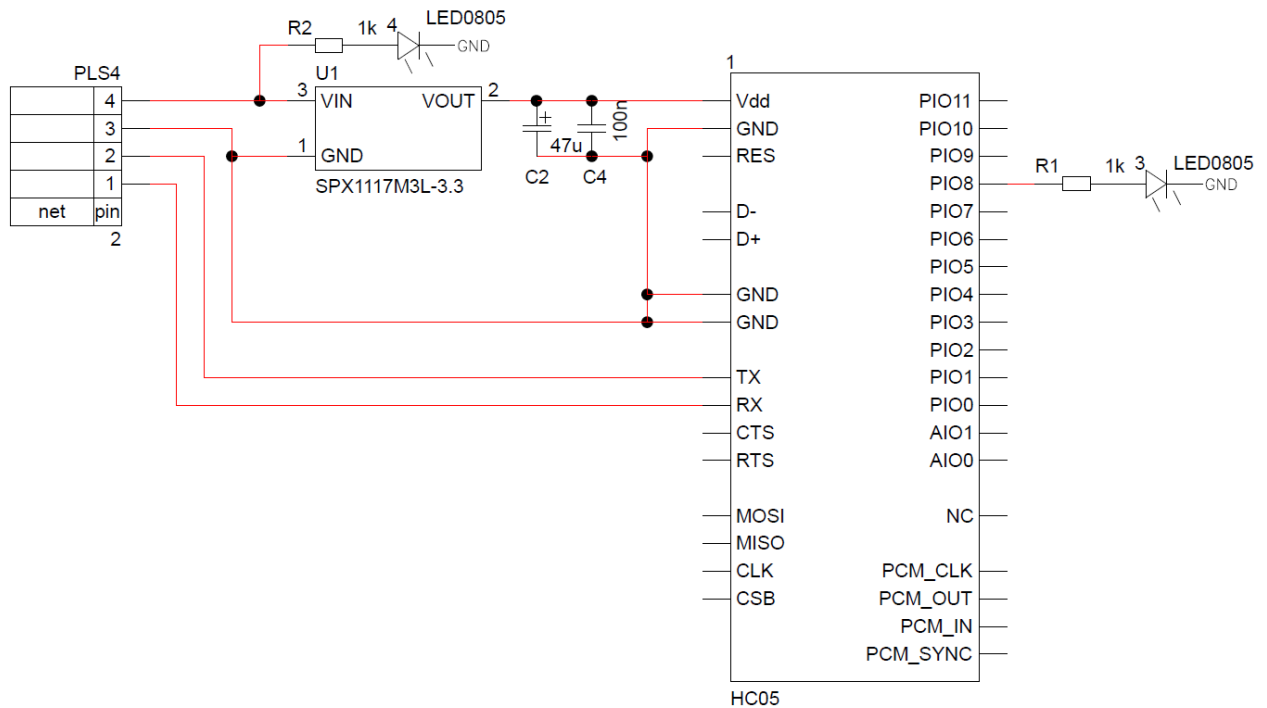 LED0805
R2 1k 4
GND
PLS4
4
3
2
1
net pin
2
U1
3 VIN VOUT 2
1 GND
SPX1117M3L-3.3
+
47u
100n
C2 C4
1
Vdd PIO11
GND PIO10
RES PIO9
PIO8
D- PIO7
D+ PIO6
PIO5
GND PIO4
GND PIO3
PIO2
TX PIO1
RX PIO0
CTS AIO1
RTS AIO0
MOSI NC
MISO
CLK PCM_CLK
CSB PCM_OUT
PCM_IN
PCM_SYNC
HC05
R1 1k 3 LED0805
GND